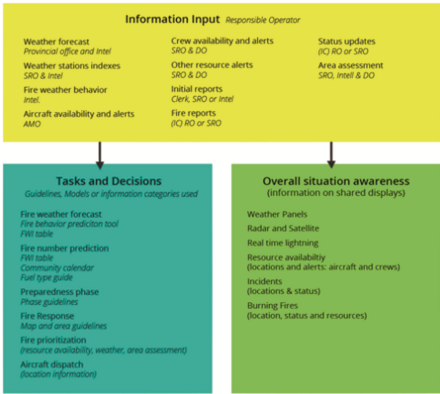 Information Input Responsible Operator
Weather forecast
Provincial office and Intel
Weather stations indexes
SRO & Intel
Fire weather behavior
Intel.
Aircraft availability and alerts
AMO
Crew availability and alerts
SRO & DO
Other resource alerts
SRO & DO
Initial reports
Clerk, SRO or Intel
Fire reports
(IC) RO or SRO
Status updates
(IC) RO or SRO
Area assessment
SRO, Intell & DO
Tasks and Decisions
Guidelines, Models or information categories used
Fire weather forecast
Fire behavior prediciton tool
FWI table
Fire number prediction
FWI table
Community calendar
Fuel type guide
Preparedness phase
Phase guidelines
Fire Response
Map and area guidelines
Fire prioritization
(resource availability, weather, area assessment)
Aircraft dispatch
(location information)
Overall situation awareness
(information on shared displays)
Weather Panels
Radar and Satellite
Real time lightning
Resource availabiltiy
(locations and alerts: aircraft and crews)
Incidents
(locations & status)
Burning Fires
(location, status and resources)